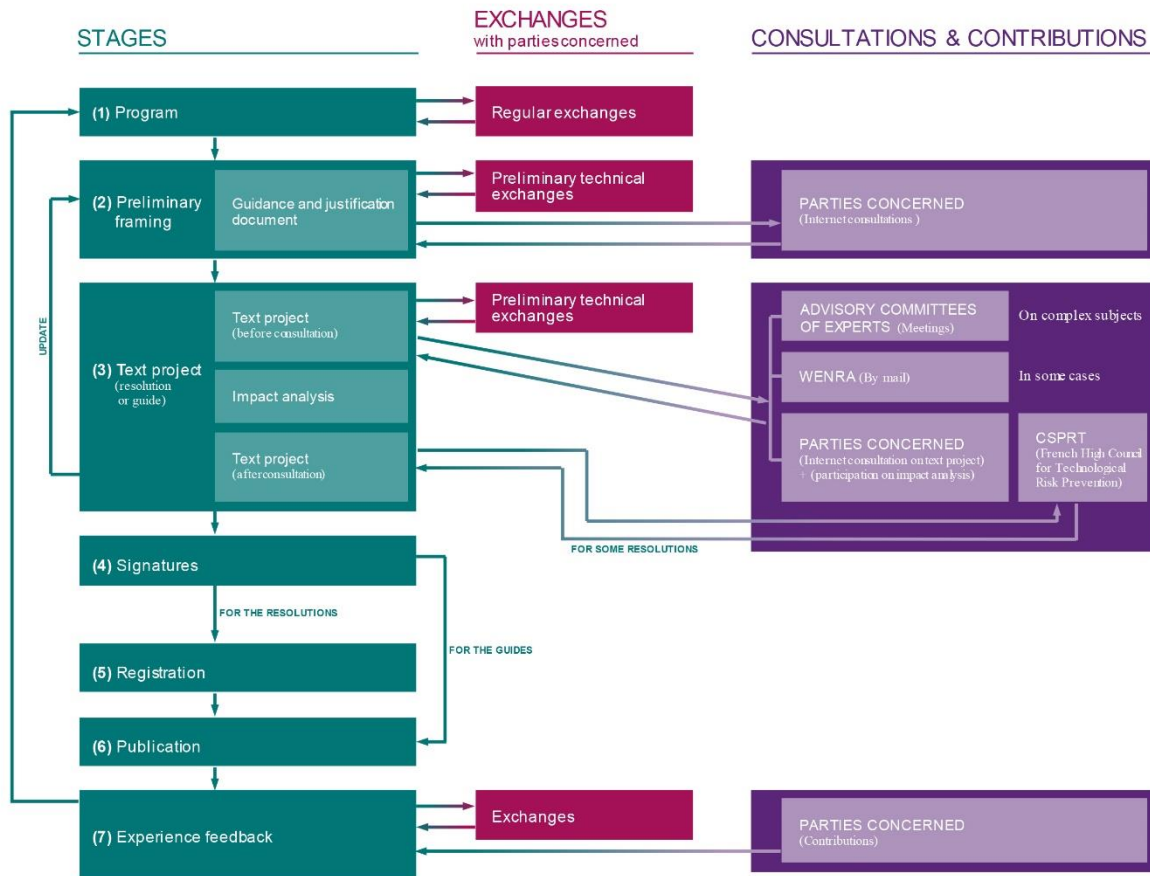 STAGES
EXCHANGES
with parties concerned
CONSULTATIONS & CONTRIBUTIONS
(1) Program
Regular exchanges
(2) Preliminary
framing
Guidance and justification
document
Preliminary technical
exchanges
PARTIES CONCERNED
(Internet consultations )
UPDATE
(3) Text project
(resolution
or guide)
Text project
(before consultation)
Impact analysis
Text project
(afterconsultation)
Preliminary technical
exchanges
ADVISORY COMMITTEES
OF EXPERTS (Meetings)
On complex subjects
WENRA (By mail)
In some cases
PARTIES CONCERNED
(Internet consultation on text project)
+ (participation on impact analysis)
CSPRT
(French High Council
for Technological
Risk Prevention)
FOR SOME RESOLUTIONS
(4) Signatures
FOR THE RESOLUTIONS
FOR THE GUIDES
(5) Registration
(6) Publication
(7) Experience feedback
Exchanges
PARTIES CONCERNED
(Contributions)